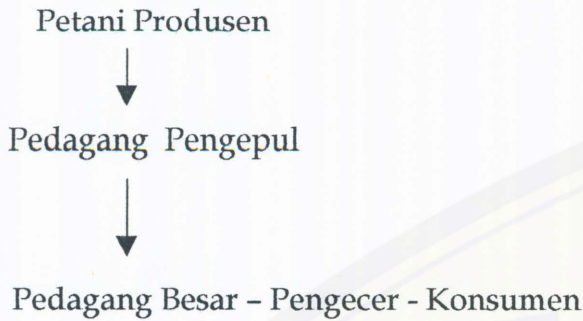 Petani Produsen
Pedagang Pengepul
Pedagang Besar – Pengecer - Konsumen